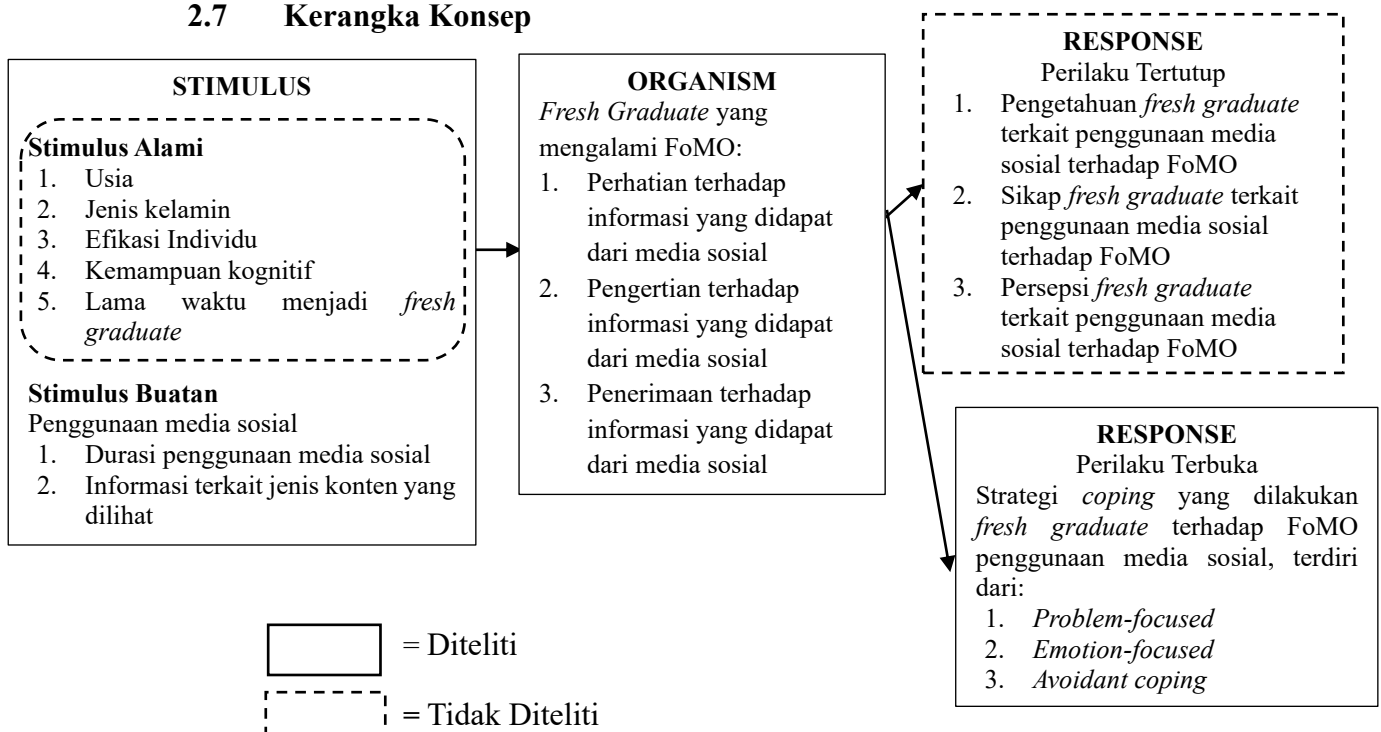 2.7 Kerangka Konsep
STIMULUS
Stimulus Alami
1. Usia
2. Jenis kelamin
3. Efikasi Individu
4. Kemampuan kognitif
5. Lama waktu menjadi fresh
graduate
Stimulus Buatan
Penggunaan media sosial
1. Durasi penggunaan media sosial
2. Informasi terkait jenis konten yang
dilihat
ORGANISM
Fresh Graduate yang
mengalami FoMO:
1. Perhatian terhadap
informasi yang didapat
dari media sosial
2. Pengertian terhadap
informasi yang didapat
dari media sosial
3. Penerimaan terhadap
informasi yang didapat
dari media sosial
RESPONSE
Perilaku Tertutup
1. Pengetahuan fresh graduate
terkait penggunaan media
sosial terhadap FoMO
2. Sikap fresh graduate terkait
penggunaan media sosial
terhadap FoMO
3. Persepsi fresh graduate
terkait penggunaan media
sosial terhadap FoMO
RESPONSE
Perilaku Terbuka
Strategi coping yang dilakukan
fresh graduate terhadap FoMO
penggunaan media sosial, terdiri
dari:
1. Problem-focused
2. Emotion-focused
3. Avoidant coping
= Diteliti
= Tidak Diteliti